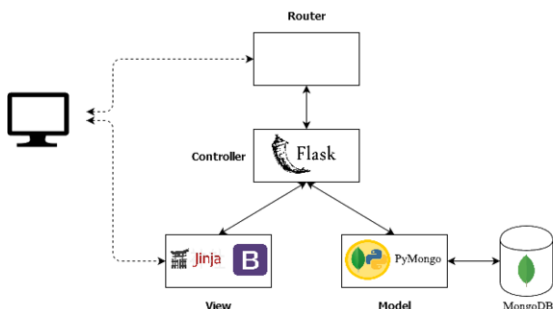 Router
Controller
Flask
Jinja
B
PyMongo
View
Model
MongoDB